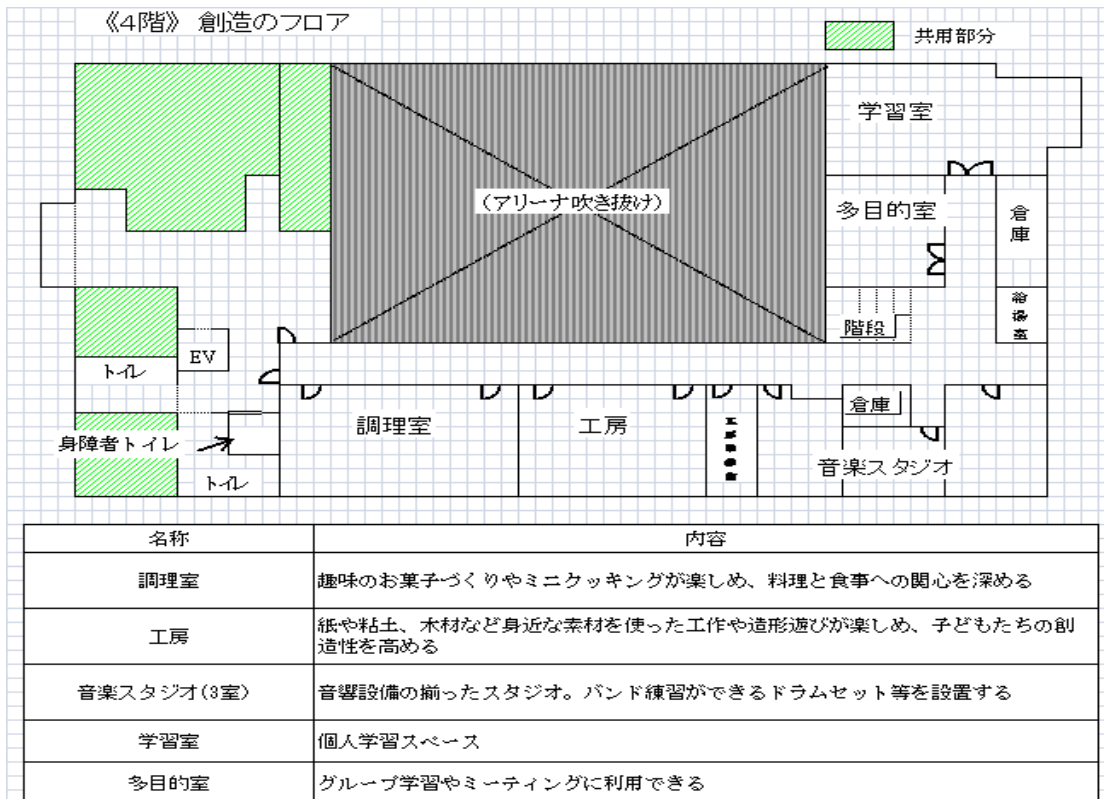 《4階》 創造のフロア
共用部分
学習室
(アリーナ吹き抜け)
多目的室
倉庫
階段
EV
トイレ
調理室
工房
倉庫
身障者トイレ
音楽スタジオ
トイレ
名称
内容
調理室
趣味のお菓子づくりやミニクッキングが楽しめ、料理と食事への関心を深める
工房
紙や粘土、木材など身近な素材を使った工作や造形遊びが楽しめ、子どもたちの創
造性を高める
音楽スタジオ(3室)
音響設備の揃ったスタジオ。バンド練習ができるドラムセット等を設置する
学習室
個人学習スペース
多目的室
グループ学習やミーティングに利用できる